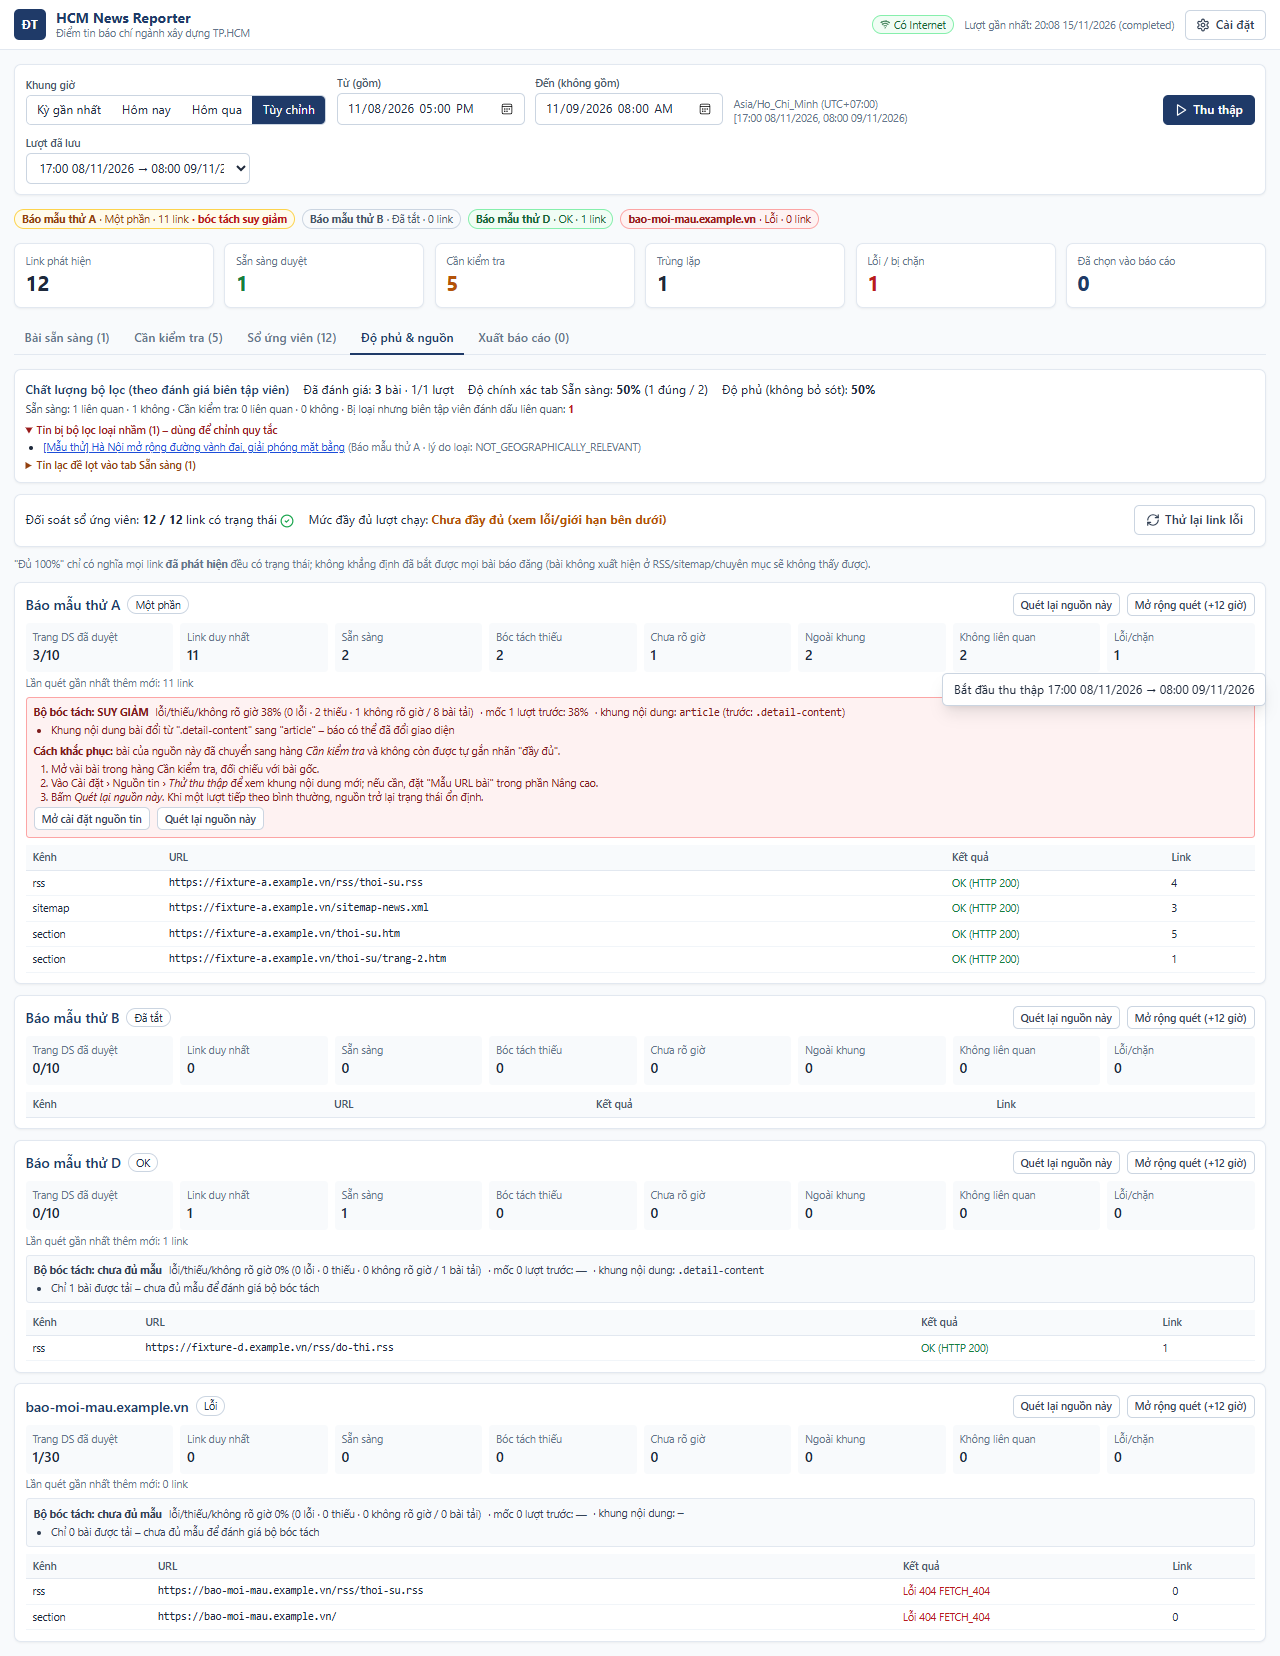 ĐT
HCM News Reporter
Điểm tin báo chí ngành xây dựng TP.HCM
Có Internet
Lượt gần nhất: 20:08 15/11/2026 (completed)
Cài đặt
Khung giờ
Kỳ gần nhất Hôm nay Hôm qua Tùy chỉnh
Từ (gồm)
11/08/2026 05:00 PM
Đến (không gồm)
11/09/2026 08:00 AM
Asia/Ho_Chi_Minh (UTC+07:00)
[17:00 08/11/2026, 08:00 09/11/2026)
Thu thập
Lượt đã lưu
17:00 08/11/2026 → 08:00 09/11/2
Báo mẫu thử A · Một phần · 11 link · bóc tách suy giảm
Báo mẫu thử B · Đã tắt · 0 link
Báo mẫu thử D · OK · 1 link
bao-moi-mau.example.vn · Lỗi · 0 link
Link phát hiện
12
Sẵn sàng duyệt
1
Cần kiểm tra
5
Trùng lặp
1
Lỗi / bị chặn
1
Đã chọn vào báo cáo
0
Bài sẵn sàng (1) Cần kiểm tra (5) Sổ ứng viên (12) Độ phủ & nguồn Xuất báo cáo (0)
Chất lượng bộ lọc (theo đánh giá biên tập viên) Đã đánh giá: 3 bài · 1/1 lượt Độ chính xác tab Sẵn sàng: 50% (1 đúng / 2) Độ phủ (không bỏ sót): 50%
Sẵn sàng: 1 liên quan · 1 không · Cần kiểm tra: 0 liên quan · 0 không · Bị loại nhưng biên tập viên đánh dấu liên quan: 1
▼ Tin bị bộ lọc loại nhầm (1) – dùng để chỉnh quy tắc
• [Mẫu thử] Hà Nội mở rộng đường vành đai, giải phóng mặt bằng (Báo mẫu thử A · lý do loại: NOT_GEOGRAPHICALLY_RELEVANT)
▶ Tin lạc đề lọt vào tab Sẵn sàng (1)
Đối soát sổ ứng viên: 12 / 12 link có trạng thái Mức đầy đủ lượt chạy: Chưa đầy đủ (xem lỗi/giới hạn bên dưới)
Thử lại link lỗi
"Đủ 100%" chỉ có nghĩa mọi link đã phát hiện đều có trạng thái; không khẳng định đã bắt được mọi bài báo đăng (bài không xuất hiện ở RSS/sitemap/chuyên mục sẽ không thấy được).
Báo mẫu thử A Một phần
Quét lại nguồn này Mở rộng quét (+12 giờ)
Trang DS đã duyệt Link duy nhất Sẵn sàng Bóc tách thiếu Chưa rõ giờ Ngoài khung Không liên quan Lỗi/chặn
3/10 11 2 2 1 2 2 1
Lần quét gần nhất thêm mới: 11 link
Bắt đầu thu thập 17:00 08/11/2026 → 08:00 09/11/2026
Bộ bóc tách: SUY GIẢM lỗi/thiếu/không rõ giờ 38% (0 lỗi · 2 thiếu · 1 không rõ giờ / 8 bài tải) · mốc 1 lượt trước: 38% · khung nội dung: article (trước: .detail-content)
• Khung nội dung bài đổi từ ".detail-content" sang "article" – báo có thể đã đổi giao diện
Cách khắc phục: bài của nguồn này đã chuyển sang hàng Cần kiểm tra và không còn được tự gắn nhãn "đầy đủ".
1. Mở vài bài trong hàng Cần kiểm tra, đối chiếu với bài gốc.
2. Vào Cài đặt › Nguồn tin › Thử thu thập để xem khung nội dung mới; nếu cần, đặt "Mẫu URL bài" trong phần Nâng cao.
3. Bấm Quét lại nguồn này. Khi một lượt tiếp theo bình thường, nguồn trở lại trạng thái ổn định.
Mở cài đặt nguồn tin Quét lại nguồn này
Kênh URL Kết quả Link
rss https://fixture-a.example.vn/rss/thoi-su.rss OK (HTTP 200) 4
sitemap https://fixture-a.example.vn/sitemap-news.xml OK (HTTP 200) 3
section https://fixture-a.example.vn/thoi-su.htm OK (HTTP 200) 5
section https://fixture-a.example.vn/thoi-su/trang-2.htm OK (HTTP 200) 1
Báo mẫu thử B Đã tắt
Quét lại nguồn này Mở rộng quét (+12 giờ)
Trang DS đã duyệt Link duy nhất Sẵn sàng Bóc tách thiếu Chưa rõ giờ Ngoài khung Không liên quan Lỗi/chặn
0/10 0 0 0 0 0 0 0
Kênh URL Kết quả Link
Báo mẫu thử D OK
Quét lại nguồn này Mở rộng quét (+12 giờ)
Trang DS đã duyệt Link duy nhất Sẵn sàng Bóc tách thiếu Chưa rõ giờ Ngoài khung Không liên quan Lỗi/chặn
0/10 1 1 0 0 0 0 0
Lần quét gần nhất thêm mới: 1 link
Bộ bóc tách: chưa đủ mẫu lỗi/thiếu/không rõ giờ 0% (0 lỗi · 0 thiếu · 0 không rõ giờ / 1 bài tải) · mốc 0 lượt trước: — · khung nội dung: .detail-content
• Chỉ 1 bài được tải – chưa đủ mẫu để đánh giá bộ bóc tách
Kênh URL Kết quả Link
rss https://fixture-d.example.vn/rss/do-thi.rss OK (HTTP 200) 1
bao-moi-mau.example.vn Lỗi
Quét lại nguồn này Mở rộng quét (+12 giờ)
Trang DS đã duyệt Link duy nhất Sẵn sàng Bóc tách thiếu Chưa rõ giờ Ngoài khung Không liên quan Lỗi/chặn
1/30 0 0 0 0 0 0 0
Lần quét gần nhất thêm mới: 0 link
Bộ bóc tách: chưa đủ mẫu lỗi/thiếu/không rõ giờ 0% (0 lỗi · 0 thiếu · 0 không rõ giờ / 0 bài tải) · mốc 0 lượt trước: — · khung nội dung: —
• Chỉ 0 bài được tải – chưa đủ mẫu để đánh giá bộ bóc tách
Kênh URL Kết quả Link
rss https://bao-moi-mau.example.vn/rss/thoi-su.rss Lỗi 404 FETCH_404 0
section https://bao-moi-mau.example.vn/ Lỗi 404 FETCH_404 0